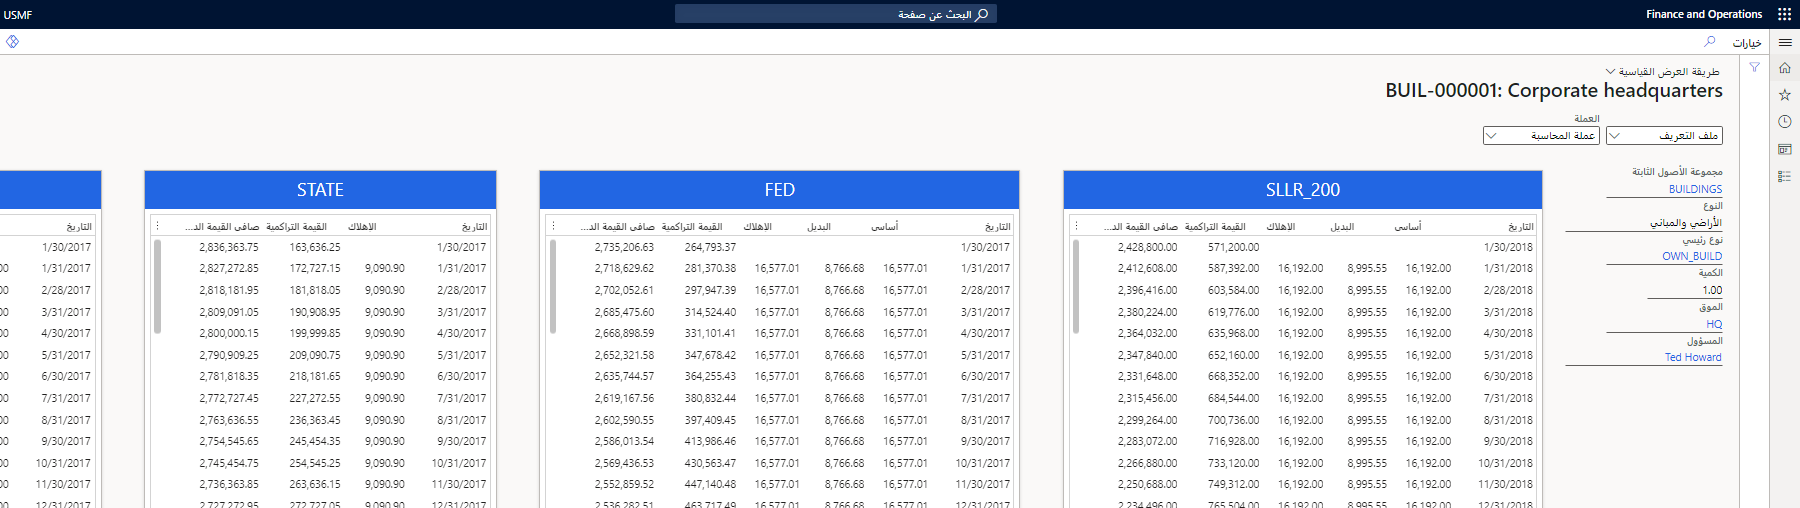 Finance and Operations
البحث عن صفحة
USMF
خيارات
طريقة العرض القياسية
BUIL-000001: Corporate headquarters
العملة
ملف التعريف
عملة المحاسبة
مجموعة الأصول الثابتة
BUILDINGS
النوع
الأراضي والمباني
نوع رئيسي
OWN_BUILD
الكمية
1.00
الموق
HQ
المسؤول
Ted Howard
SLLR_200
التاريخ أساسى البديل الاهلاك القيمة التراكمية صافى القيمة الد...
1/30/2018 571,200.00 2,428,800.00
1/31/2018 16,192.00 8,995.55 16,192.00 587,392.00 2,412,608.00
2/28/2018 16,192.00 8,995.55 16,192.00 603,584.00 2,396,416.00
3/31/2018 16,192.00 8,995.55 16,192.00 619,776.00 2,380,224.00
4/30/2018 16,192.00 8,995.55 16,192.00 635,968.00 2,364,032.00
5/31/2018 16,192.00 8,995.55 16,192.00 652,160.00 2,347,840.00
6/30/2018 16,192.00 8,995.55 16,192.00 668,352.00 2,331,648.00
7/31/2018 16,192.00 8,995.55 16,192.00 684,544.00 2,315,456.00
8/31/2018 16,192.00 8,995.55 16,192.00 700,736.00 2,299,264.00
9/30/2018 16,192.00 8,995.55 16,192.00 716,928.00 2,283,072.00
10/31/2018 16,192.00 8,995.55 16,192.00 733,120.00 2,266,880.00
11/30/2018 16,192.00 8,995.55 16,192.00 749,312.00 2,250,688.00
12/31/2018 16,192.00 8,995.55 16,192.00 765,504.00 2,234,496.00
FED
التاريخ أساسى البديل الاهلاك القيمة التراكمية صافى القيمة الد...
1/30/2017 264,793.37 2,735,206.63
1/31/2017 16,577.01 8,766.68 16,577.01 281,370.38 2,718,629.62
2/28/2017 16,577.01 8,766.68 16,577.01 297,947.39 2,702,052.61
3/31/2017 16,577.01 8,766.68 16,577.01 314,524.40 2,685,475.60
4/30/2017 16,577.01 8,766.68 16,577.01 331,101.41 2,668,898.59
5/31/2017 16,577.01 8,766.68 16,577.01 347,678.42 2,652,321.58
6/30/2017 16,577.01 8,766.68 16,577.01 364,255.43 2,635,744.57
7/31/2017 16,577.01 8,766.68 16,577.01 380,832.44 2,619,167.56
8/31/2017 16,577.01 8,766.68 16,577.01 397,409.45 2,602,590.55
9/30/2017 16,577.01 8,766.68 16,577.01 413,986.46 2,586,013.54
10/31/2017 16,577.01 8,766.68 16,577.01 430,563.47 2,569,436.53
11/30/2017 16,577.01 8,766.68 16,577.01 447,140.48 2,552,859.52
12/31/2017 16,577.01 8,766.68 16,577.01 463,717.49 2,536,282.51
STATE
التاريخ الاهلاك القيمة التراكمية صافى القيمة الد...
1/30/2017 163,636.25 2,836,363.75
1/31/2017 9,090.90 172,727.15 2,827,272.85
2/28/2017 9,090.90 181,818.05 2,818,181.95
3/31/2017 9,090.90 190,908.95 2,809,091.05
4/30/2017 9,090.90 199,999.85 2,800,000.15
5/31/2017 9,090.90 209,090.75 2,790,909.25
6/30/2017 9,090.90 218,181.65 2,781,818.35
7/31/2017 9,090.90 227,272.55 2,772,727.45
8/31/2017 9,090.90 236,363.45 2,763,636.55
9/30/2017 9,090.90 245,454.35 2,754,545.65
10/31/2017 9,090.90 254,545.25 2,745,454.75
11/30/2017 9,090.90 263,636.15 2,736,363.85
12/31/2017 9,090.90 272,727.05 2,727,272.95
التاريخ
1/30/2017
1/31/2017
2/28/2017
3/31/2017
4/30/2017
5/31/2017
6/30/2017
7/31/2017
8/31/2017
9/30/2017
10/31/2017
11/30/2017
12/31/2017